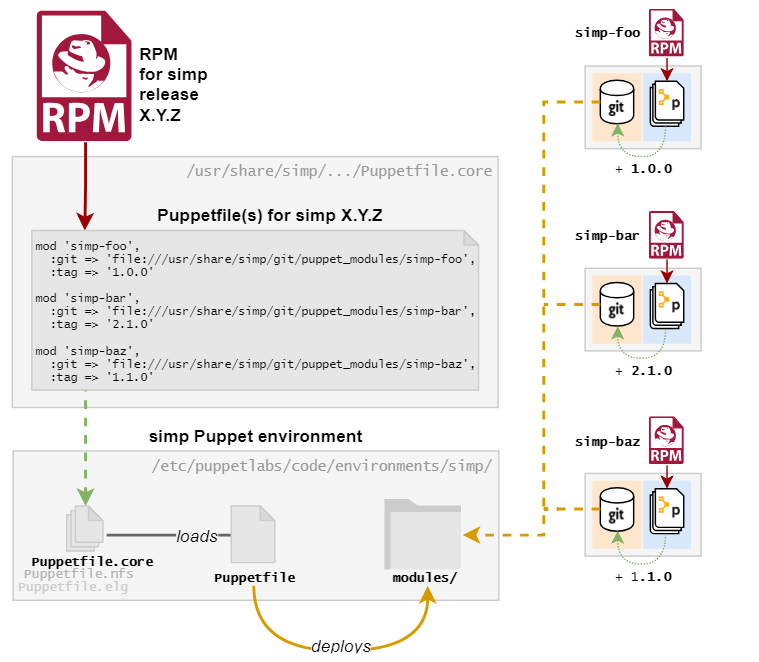 RPM
RPM
for simp
release
X.Y.Z
/usr/share/simp/.../Puppetfile.core
Puppetfile(s) for simp X.Y.Z
mod 'simp-foo',
:git => 'file:///usr/share/simp/git/puppet_modules/simp-foo',
:tag => '1.0.0'
mod 'simp-bar',
:git => 'file:///usr/share/simp/git/puppet_modules/simp-bar',
:tag => '2.1.0'
mod 'simp-baz',
:git => 'file:///usr/share/simp/git/puppet_modules/simp-baz',
:tag => '1.1.0'
simp Puppet environment
/etc/puppetlabs/code/environments/simp/
loads
Puppetfile.core
Puppetfile.nfs
Puppetfile.elg
Puppetfile
modules/
deploys
simp-foo
RPM
git
p
+ 1.0.0
simp-bar
RPM
git
p
+ 2.1.0
simp-baz
RPM
git
p
+ 1.1.0